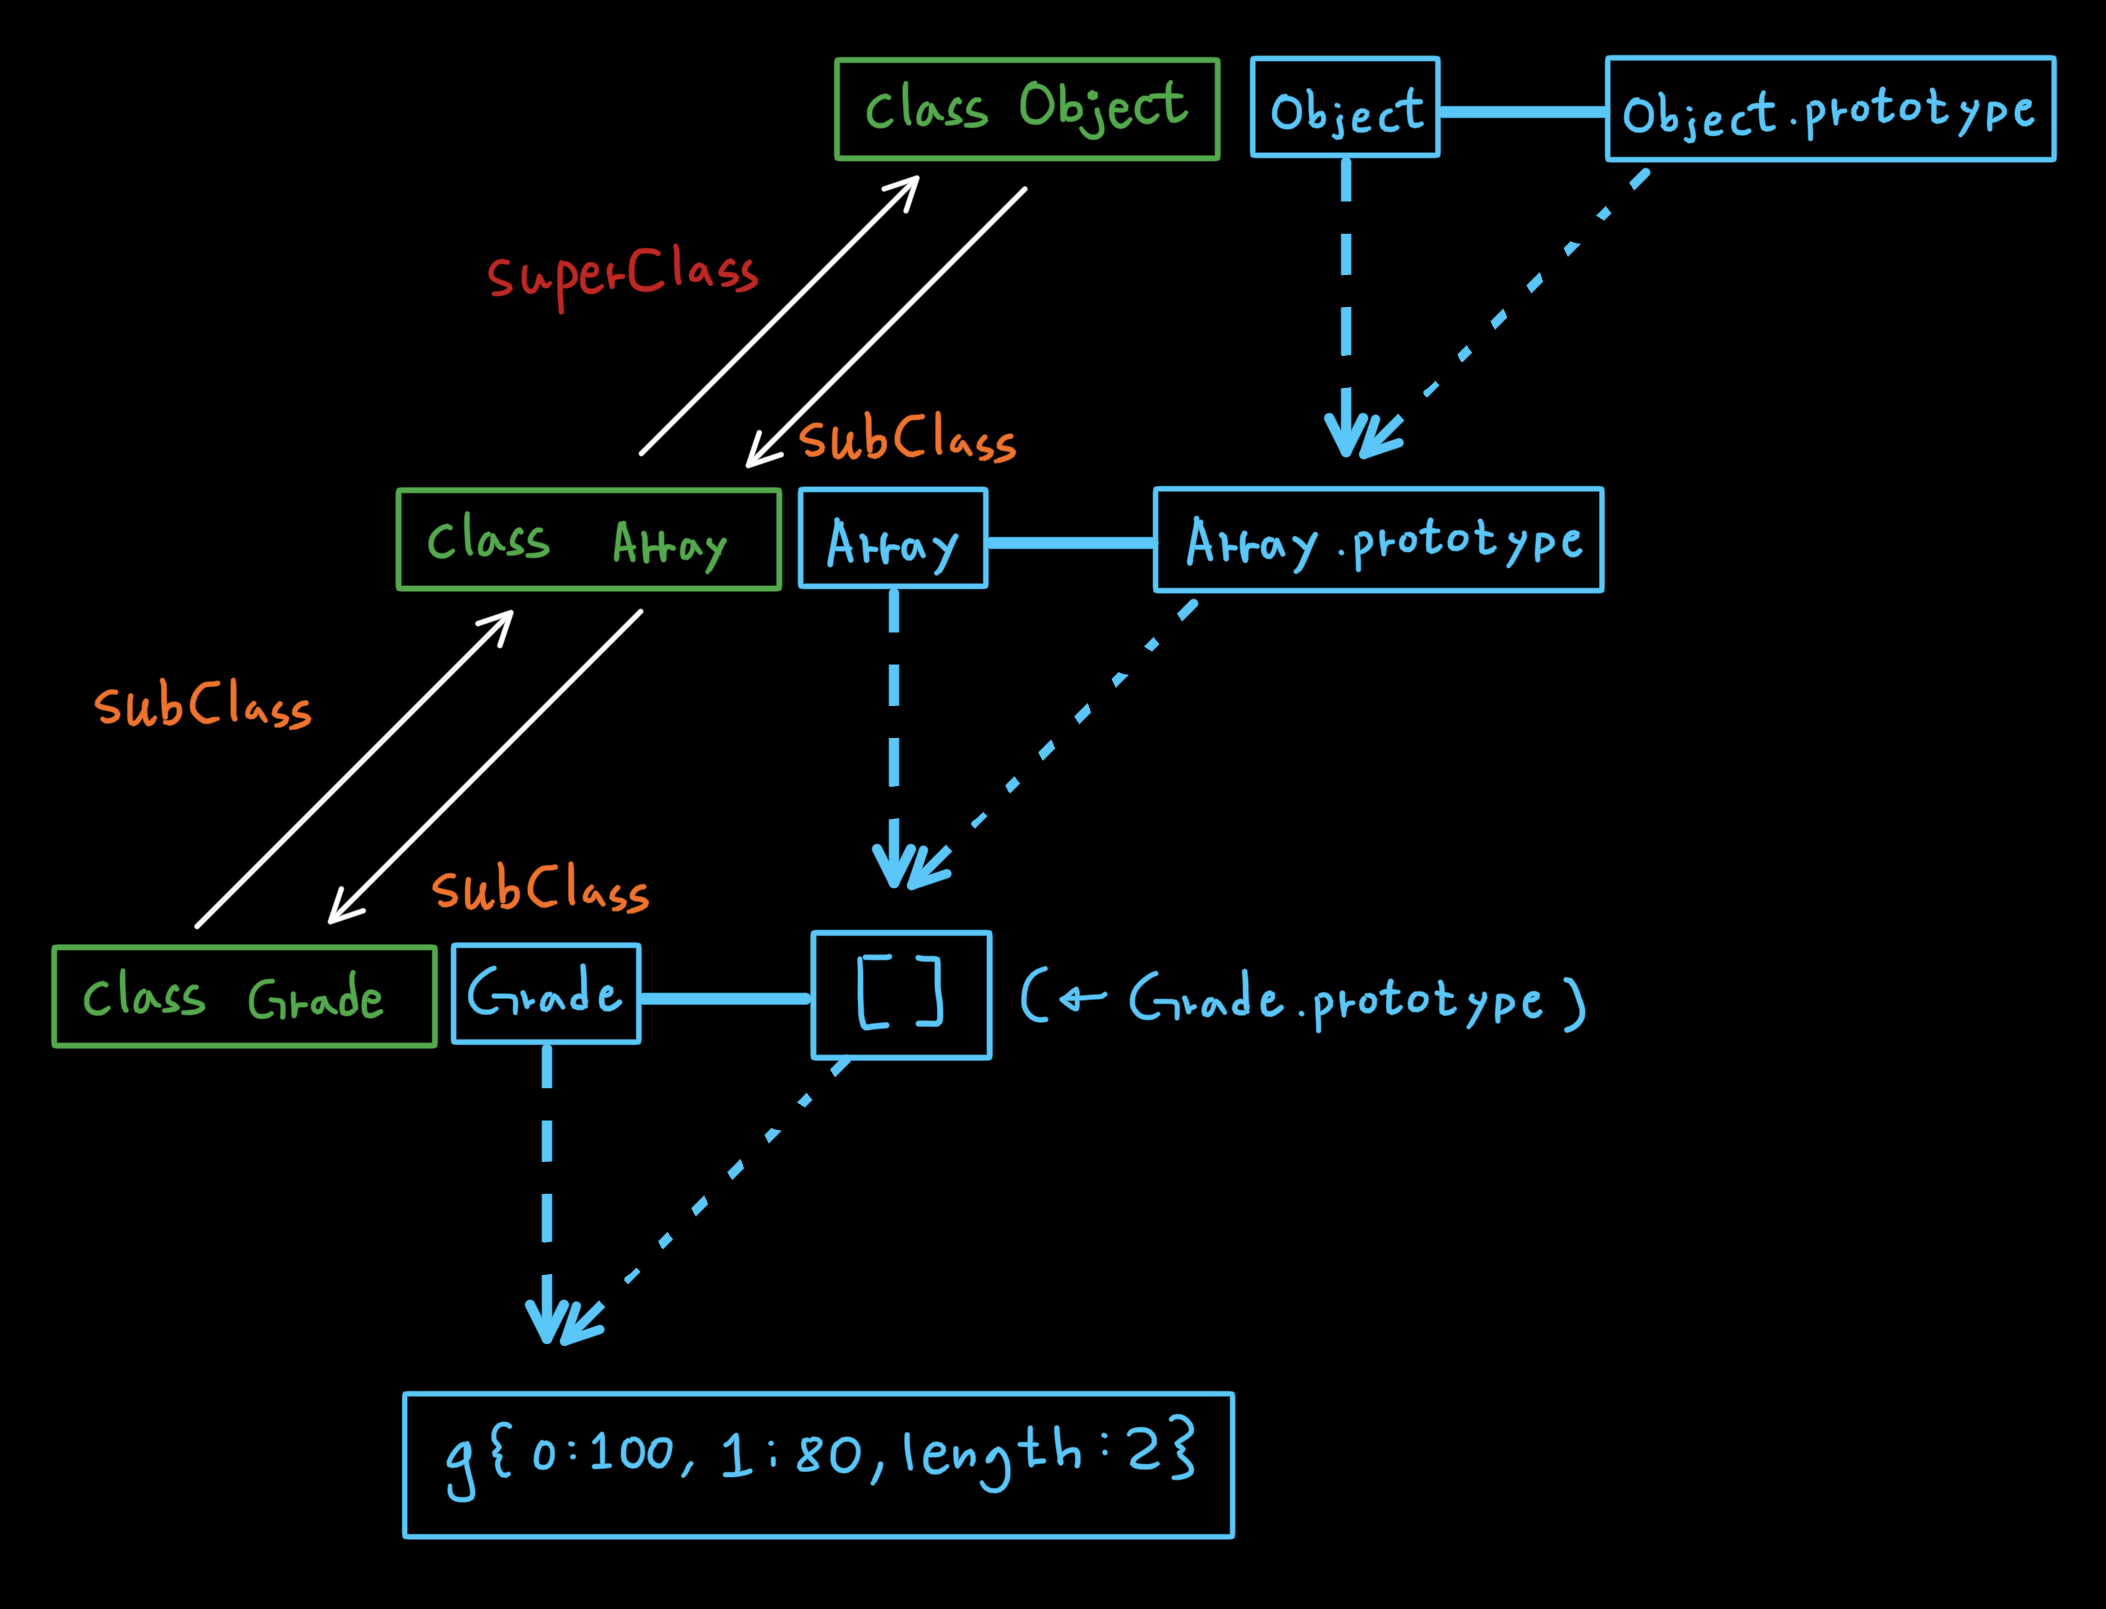 class Object
Object
Object.prototype
superClass
subClass
class Array
Array
Array.prototype
subClass
subClass
class Grade
Grade
[ ]
(← Grade.prototype)
g{0:100, 1:80, length:2}